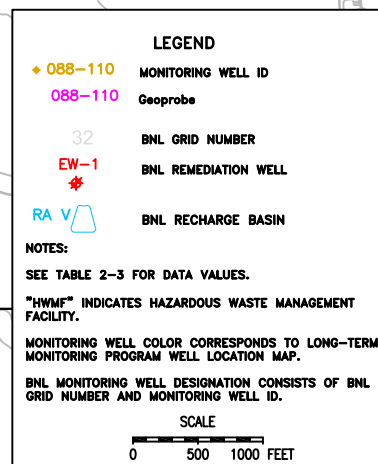 LEGEND
088-110 MONITORING WELL ID
088-110 Geoprobe
32 BNL GRID NUMBER
EW-1 BNL REMEDIATION WELL
RA V BNL RECHARGE BASIN
NOTES:
SEE TABLE 2-3 FOR DATA VALUES.
"HWMF" INDICATES HAZARDOUS WASTE MANAGEMENT
FACILITY.
MONITORING WELL COLOR CORRESPONDS TO LONG-TERM
MONITORING PROGRAM WELL LOCATION MAP.
BNL MONITORING WELL DESIGNATION CONSISTS OF BNL
GRID NUMBER AND MONITORING WELL ID.
SCALE
0 500 1000 FEET